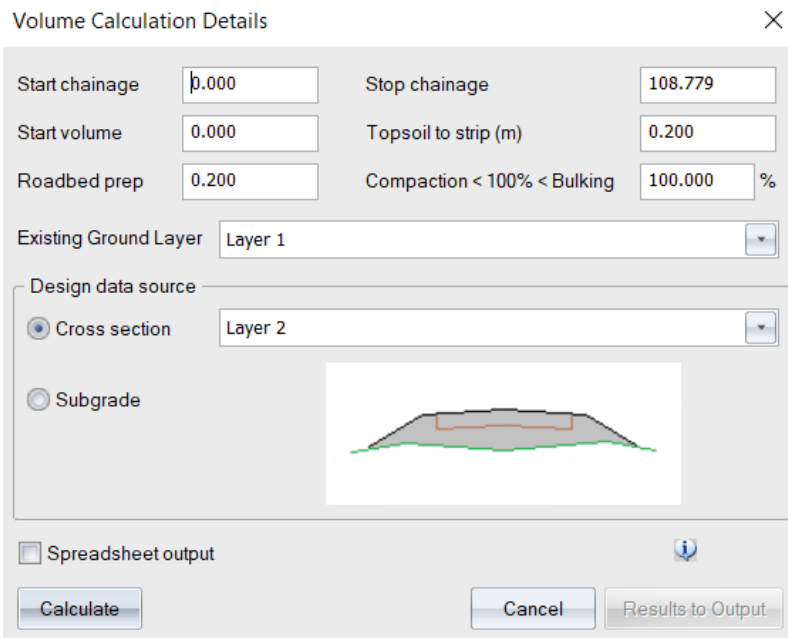 Volume Calculation Details
Start chainage 0.000 Stop chainage 108.779
Start volume 0.000 Topsoil to strip (m) 0.200
Roadbed prep 0.200 Compaction < 100% < Bulking 100.000 %
Existing Ground Layer Layer 1
Design data source
Cross section Layer 2
Subgrade
Spreadsheet output
Calculate Cancel Results to Output